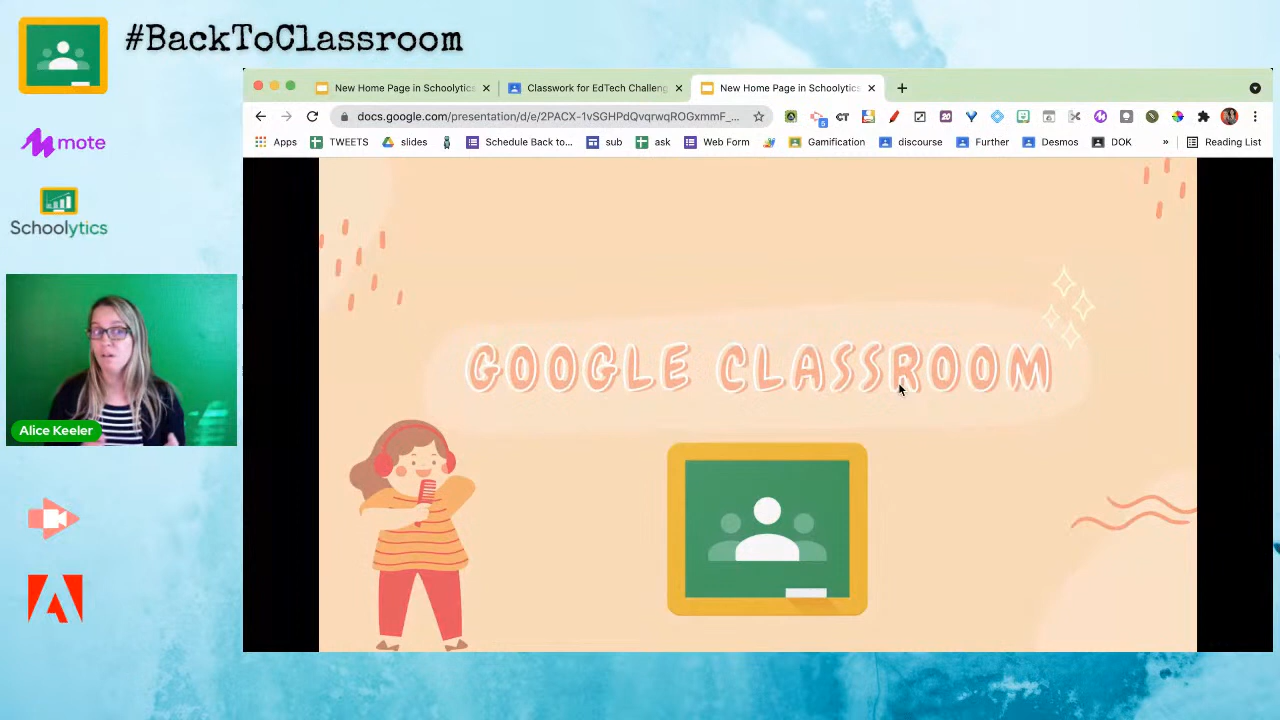 #BackToClassroom
mote
Schoolytics
Alice Keeler
New Home Page in Schoolytics
Classwork for EdTech Challeng
New Home Page in Schoolytics
docs.google.com/presentation/d/e/2PACX-1vSGHPdQvqrwqROGxmmF_...
Apps TWEETS slides Schedule Back to... sub ask Web Form Gamification discourse Further Desmos DOK » Reading List
GOOGLE CLASSROOM